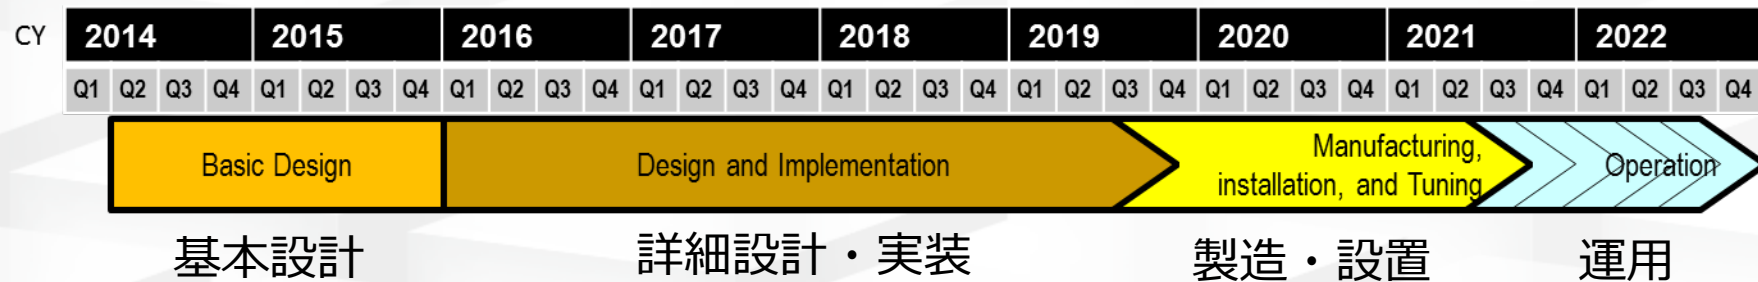 CY 2014 2015 2016 2017 2018 2019 2020 2021 2022
Q1 Q2 Q3 Q4 Q1 Q2 Q3 Q4 Q1 Q2 Q3 Q4 Q1 Q2 Q3 Q4 Q1 Q2 Q3 Q4 Q1 Q2 Q3 Q4 Q1 Q2 Q3 Q4 Q1 Q2 Q3 Q4 Q1 Q2 Q3 Q4
Basic Design
Design and Implementation
Manufacturing,
installation, and Tuning
Operation
基本設計
詳細設計・実装
製造・設置
運用